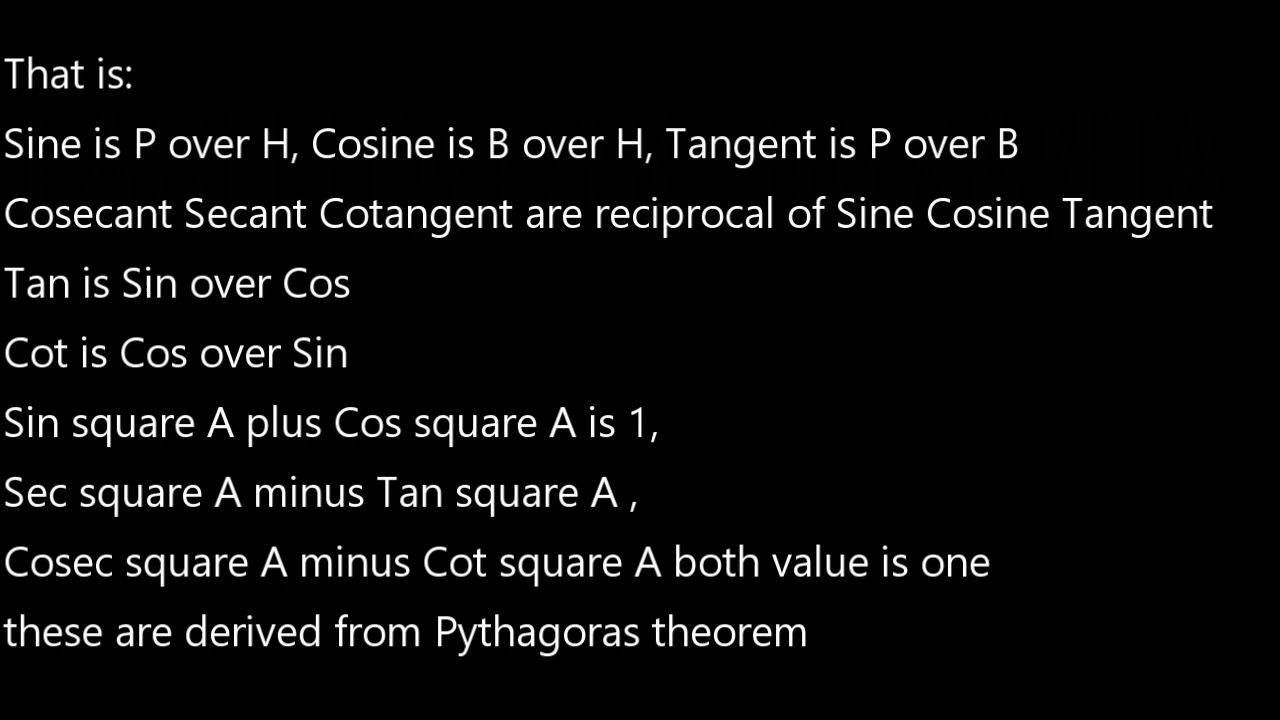 That is:
Sine is P over H, Cosine is B over H, Tangent is P over B
Cosecant Secant Cotangent are reciprocal of Sine Cosine Tangent
Tan is Sin over Cos
Cot is Cos over Sin
Sin square A plus Cos square A is 1,
Sec square A minus Tan square A ,
Cosec square A minus Cot square A both value is one
these are derived from Pythagoras theorem